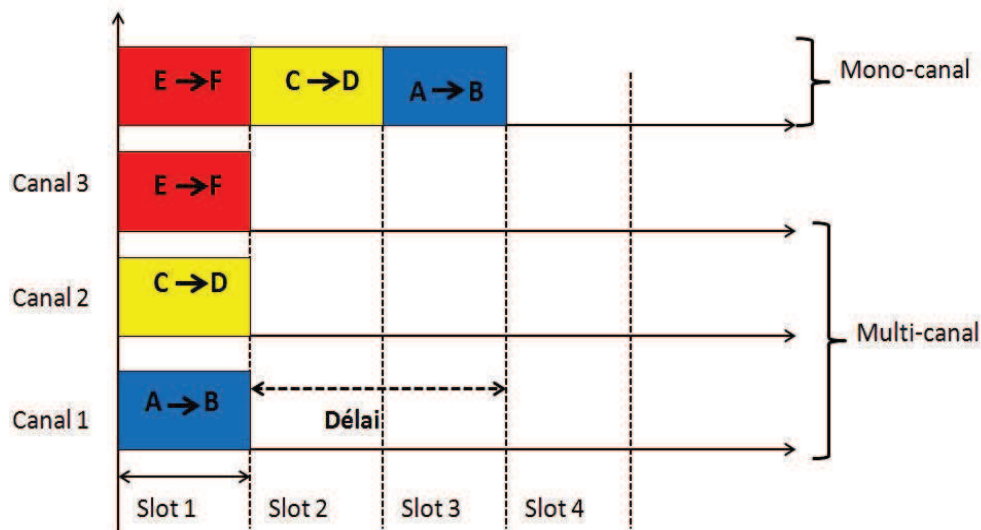 E → F
C → D
A → B
Mono-canal
Canal 3
E → F
Canal 2
C → D
Multi-canal
Canal 1
A → B
Délai
Slot 1
Slot 2
Slot 3
Slot 4